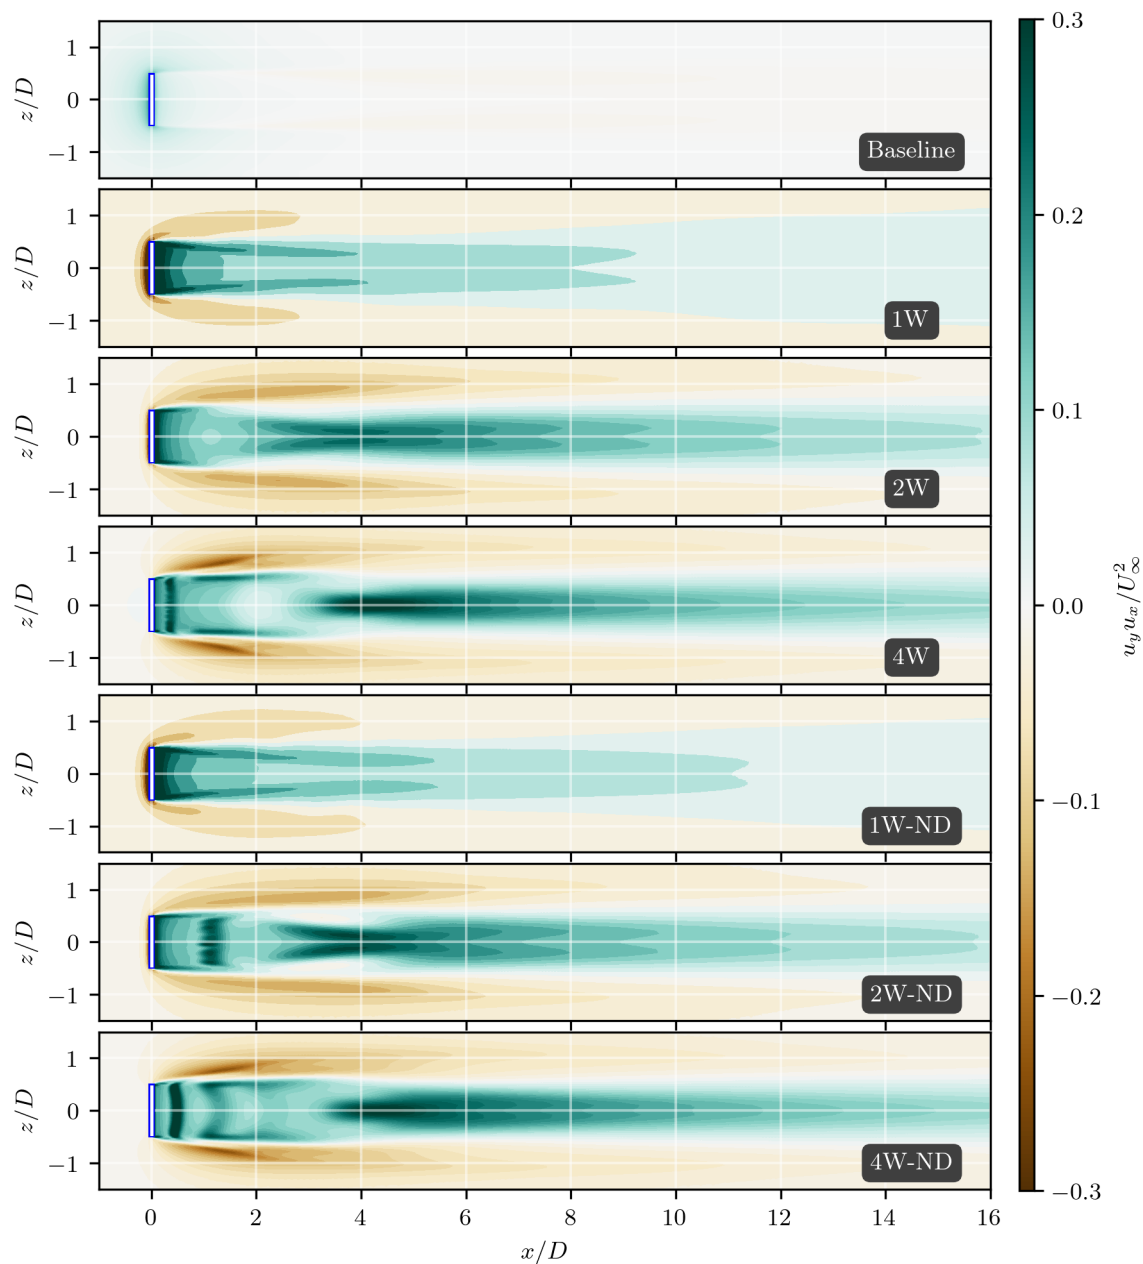 1
0
−1
z/D
Baseline
1
0
−1
z/D
1W
1
0
−1
z/D
2W
1
0
−1
z/D
4W
1
0
−1
z/D
1W-ND
1
0
−1
z/D
2W-ND
1
0
−1
z/D
4W-ND
0 2 4 6 8 10 12 14 16
x/D
0.3
0.2
0.1
0.0
−0.1
−0.2
−0.3
u_y u_x/U_∞^2